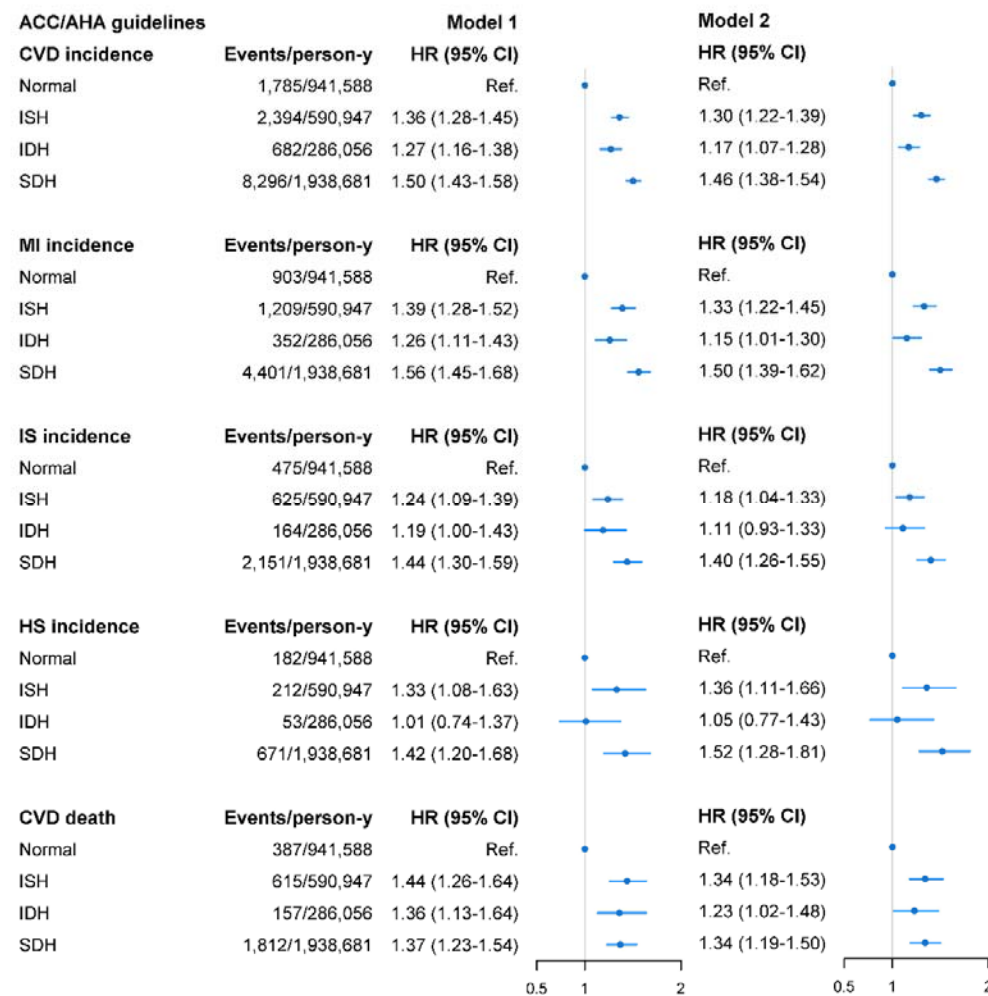 ACC/AHA guidelines Model 1 Model 2
CVD incidence Events/person-y HR (95% CI) HR (95% CI)
Normal 1,785/941,588 Ref. Ref.
ISH 2,394/590,947 1.36 (1.28-1.45) 1.30 (1.22-1.39)
IDH 682/286,056 1.27 (1.16-1.38) 1.17 (1.07-1.28)
SDH 8,296/1,938,681 1.50 (1.43-1.58) 1.46 (1.38-1.54)
MI incidence Events/person-y HR (95% CI) HR (95% CI)
Normal 903/941,588 Ref. Ref.
ISH 1,209/590,947 1.39 (1.28-1.52) 1.33 (1.22-1.45)
IDH 352/286,056 1.26 (1.11-1.43) 1.15 (1.01-1.30)
SDH 4,401/1,938,681 1.56 (1.45-1.68) 1.50 (1.39-1.62)
IS incidence Events/person-y HR (95% CI) HR (95% CI)
Normal 475/941,588 Ref. Ref.
ISH 625/590,947 1.24 (1.09-1.39) 1.18 (1.04-1.33)
IDH 164/286,056 1.19 (1.00-1.43) 1.11 (0.93-1.33)
SDH 2,151/1,938,681 1.44 (1.30-1.59) 1.40 (1.26-1.55)
HS incidence Events/person-y HR (95% CI) HR (95% CI)
Normal 182/941,588 Ref. Ref.
ISH 212/590,947 1.33 (1.08-1.63) 1.36 (1.11-1.66)
IDH 53/286,056 1.01 (0.74-1.37) 1.05 (0.77-1.43)
SDH 671/1,938,681 1.42 (1.20-1.68) 1.52 (1.28-1.81)
CVD death Events/person-y HR (95% CI) HR (95% CI)
Normal 387/941,588 Ref. Ref.
ISH 615/590,947 1.44 (1.26-1.64) 1.34 (1.18-1.53)
IDH 157/286,056 1.36 (1.13-1.64) 1.23 (1.02-1.48)
SDH 1,812/1,938,681 1.37 (1.23-1.54) 1.34 (1.19-1.50)
0.5 1 2 0.5 1 2